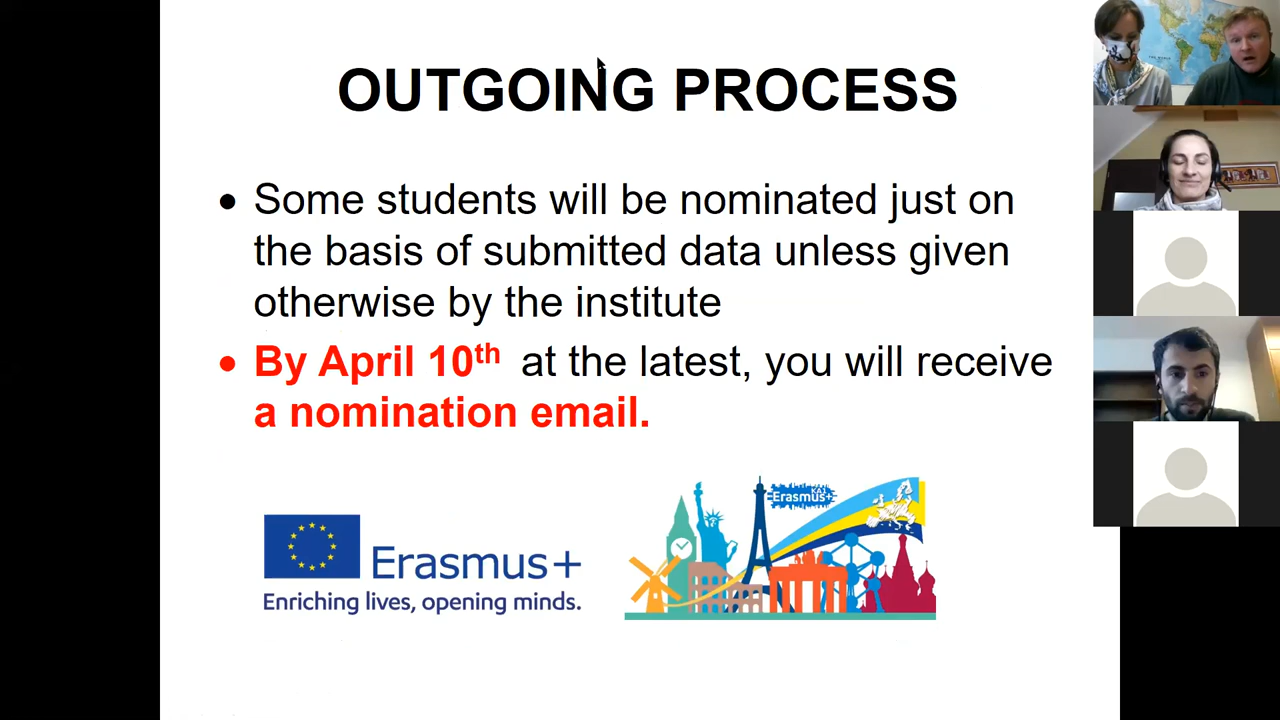 OUTGOING PROCESS
• Some students will be nominated just on
the basis of submitted data unless given
otherwise by the institute
• By April 10th at the latest, you will receive
a nomination email.
KA1
Erasmus+
Erasmus+
Enriching lives, opening minds.